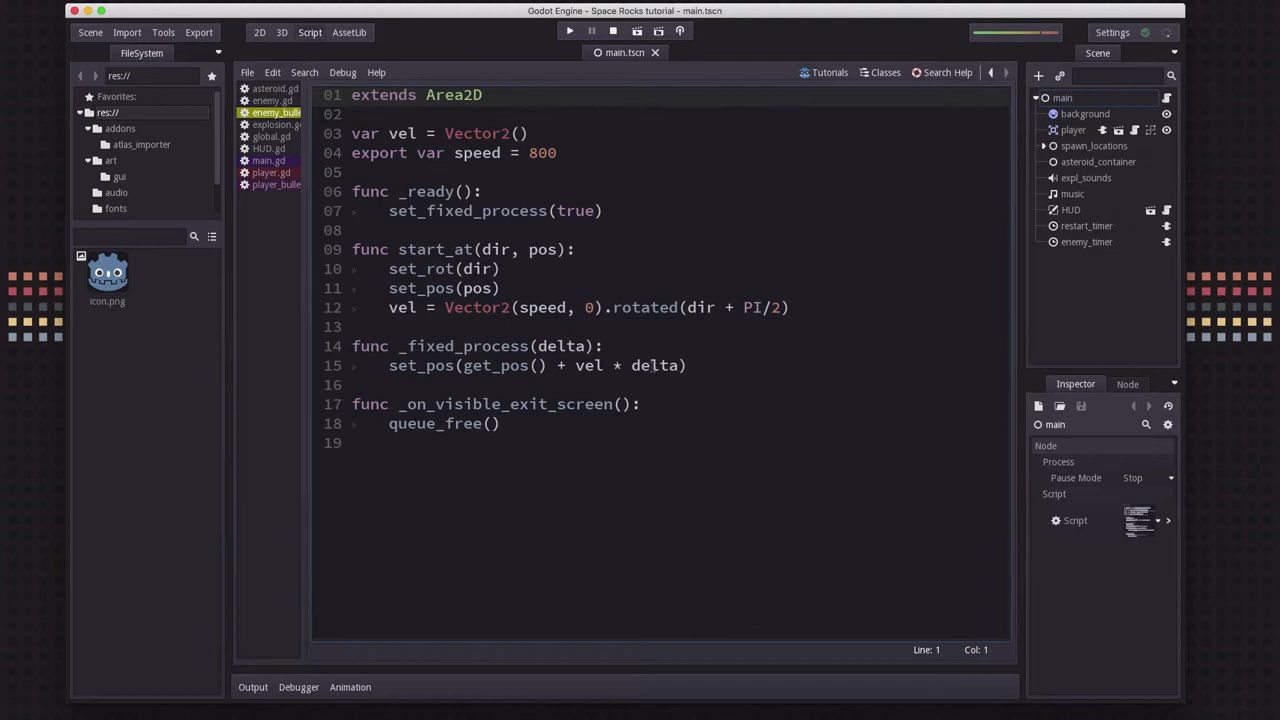 Godot Engine - Space Rocks tutorial - main.tscn
Scene Import Tools Export
2D 3D Script AssetLib
Settings
FileSystem
main.tscn
Scene
res://
File Edit Search Debug Help
Tutorials Classes Search Help
Favorites:
res://
addons
atlas_importer
art
gui
audio
fonts
icon.png
asteroid.gd
enemy.gd
enemy_bulle
explosion.g
global.gd
HUD.gd
main.gd
player.gd
player_bulle
01 extends Area2D
02
03 var vel = Vector2()
04 export var speed = 800
05
06 func _ready():
07 set_fixed_process(true)
08
09 func start_at(dir, pos):
10 set_rot(dir)
11 set_pos(pos)
12 vel = Vector2(speed, 0).rotated(dir + PI/2)
13
14 func _fixed_process(delta):
15 set_pos(get_pos() + vel * delta)
16
17 func _on_visible_exit_screen():
18 queue_free()
19
Line: 1 Col: 1
Output Debugger Animation
main
background
player
spawn_locations
asteroid_container
expl_sounds
music
HUD
restart_timer
enemy_timer
Inspector Node
main
Node
Process
Pause Mode Stop
Script
Script